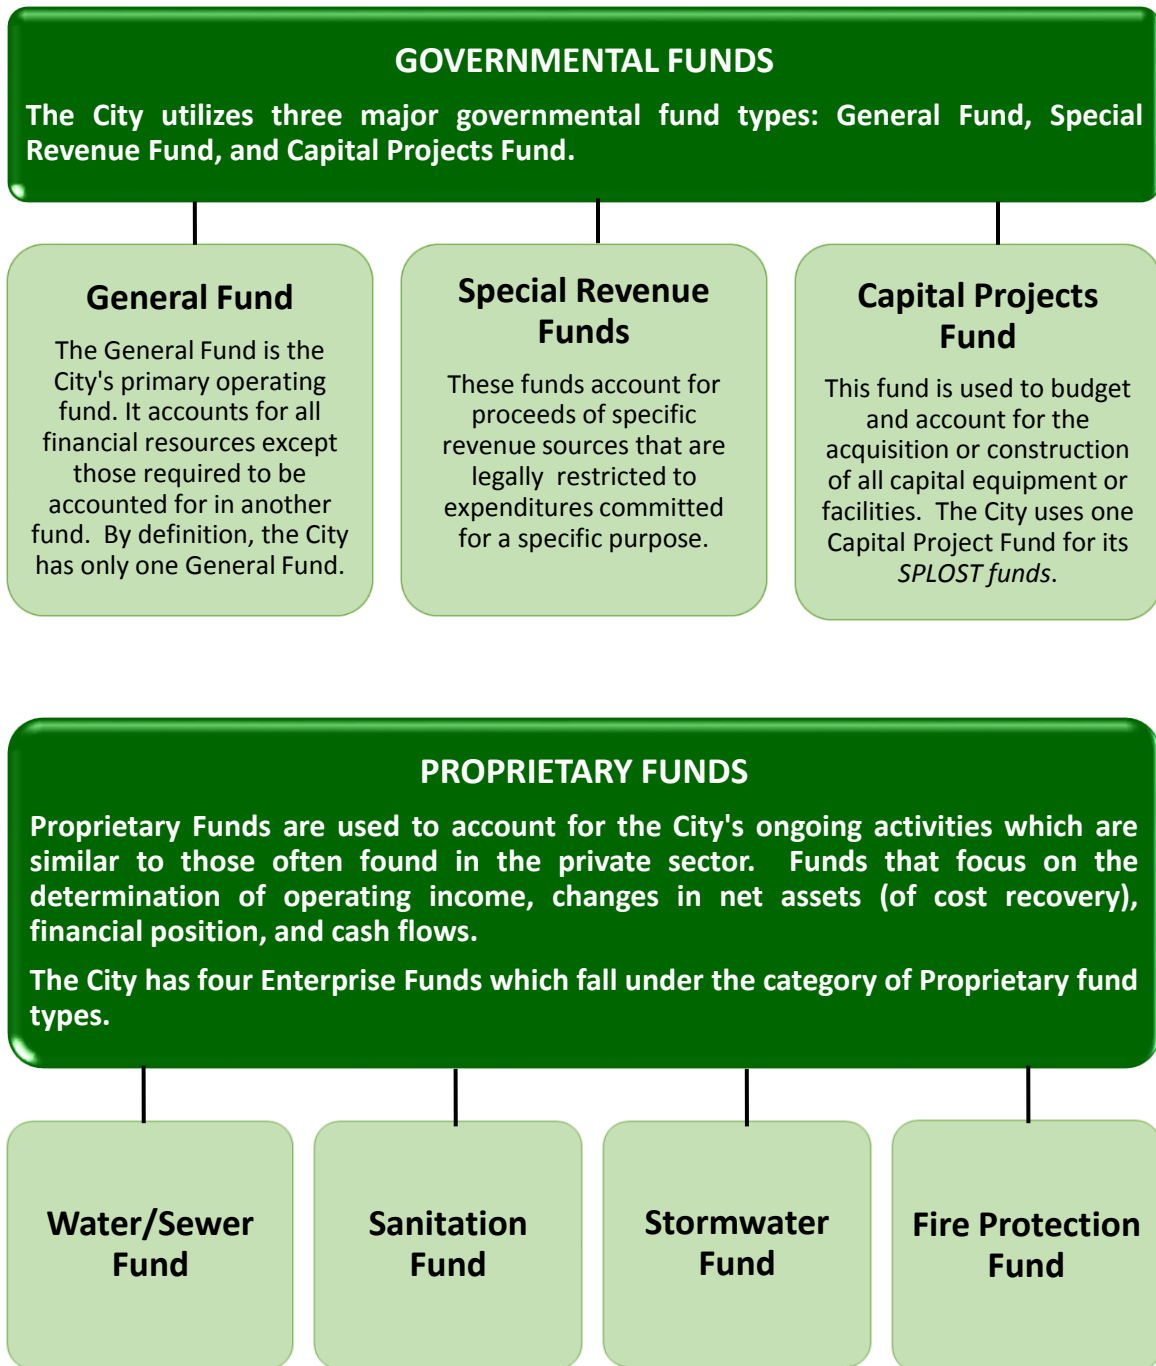 GOVERNMENTAL FUNDS
The City utilizes three major governmental fund types: General Fund, Special
Revenue Fund, and Capital Projects Fund.
General Fund
The General Fund is the
City's primary operating
fund. It accounts for all
financial resources except
those required to be
accounted for in another
fund. By definition, the City
has only one General Fund.
Special Revenue
Funds
These funds account for
proceeds of specific
revenue sources that are
legally restricted to
expenditures committed
for a specific purpose.
Capital Projects
Fund
This fund is used to budget
and account for the
acquisition or construction
of all capital equipment or
facilities. The City uses one
Capital Project Fund for its
SPLOST funds.
PROPRIETARY FUNDS
Proprietary Funds are used to account for the City's ongoing activities which are
similar to those often found in the private sector. Funds that focus on the
determination of operating income, changes in net assets (of cost recovery),
financial position, and cash flows.
The City has four Enterprise Funds which fall under the category of Proprietary fund
types.
Water/Sewer
Fund
Sanitation
Fund
Stormwater
Fund
Fire Protection
Fund